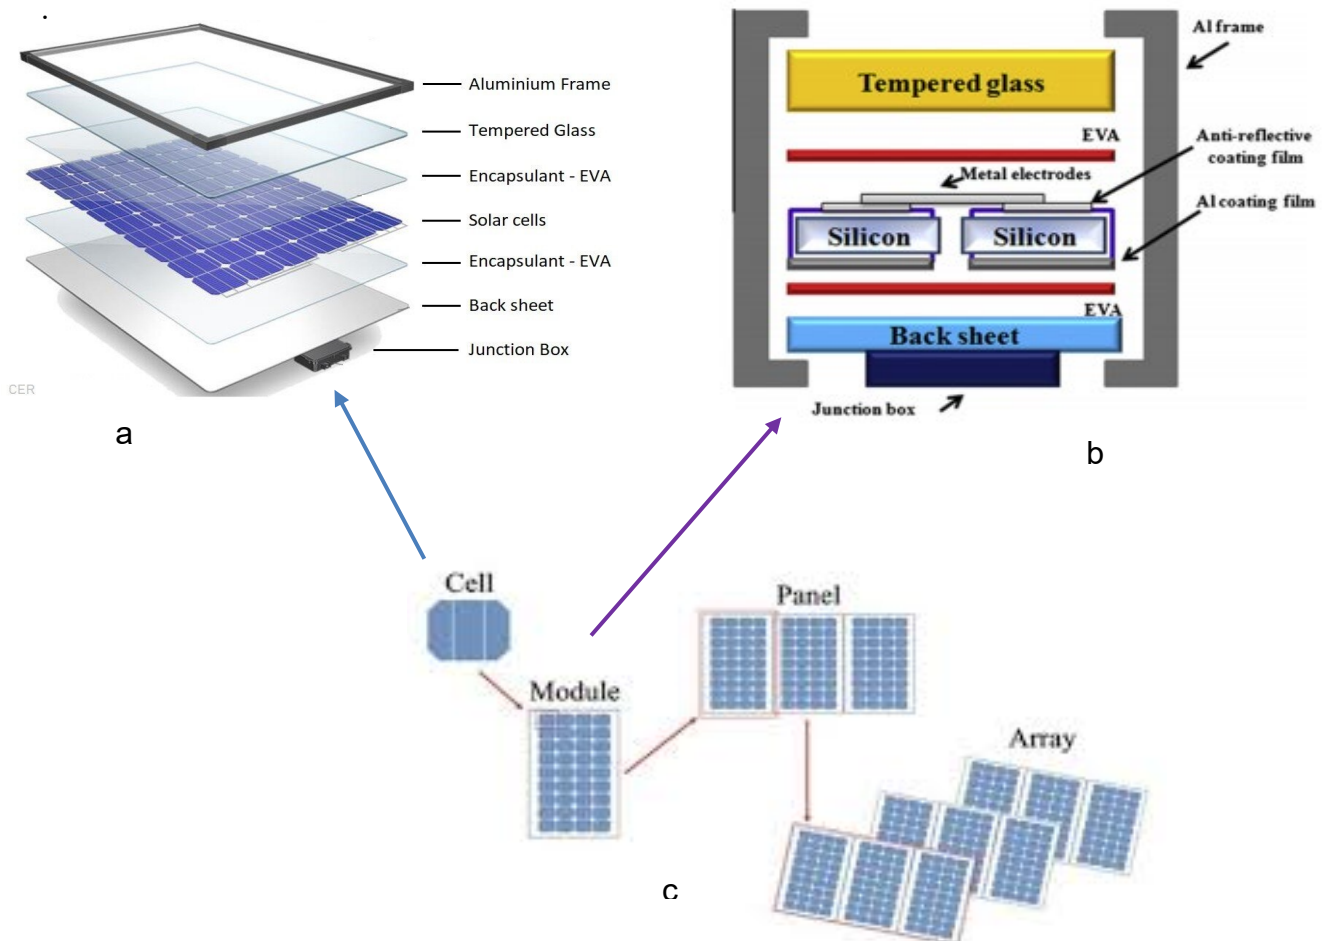 .
Aluminium Frame
Tempered Glass
Encapsulant - EVA
Solar cells
Encapsulant - EVA
Back sheet
Junction Box
CER
a
Al frame
Tempered glass
EVA
Anti-reflective
coating film
Metal electrodes
Al coating film
Silicon
Silicon
EVA
Back sheet
Junction box
b
Cell
Module
Panel
Array
c